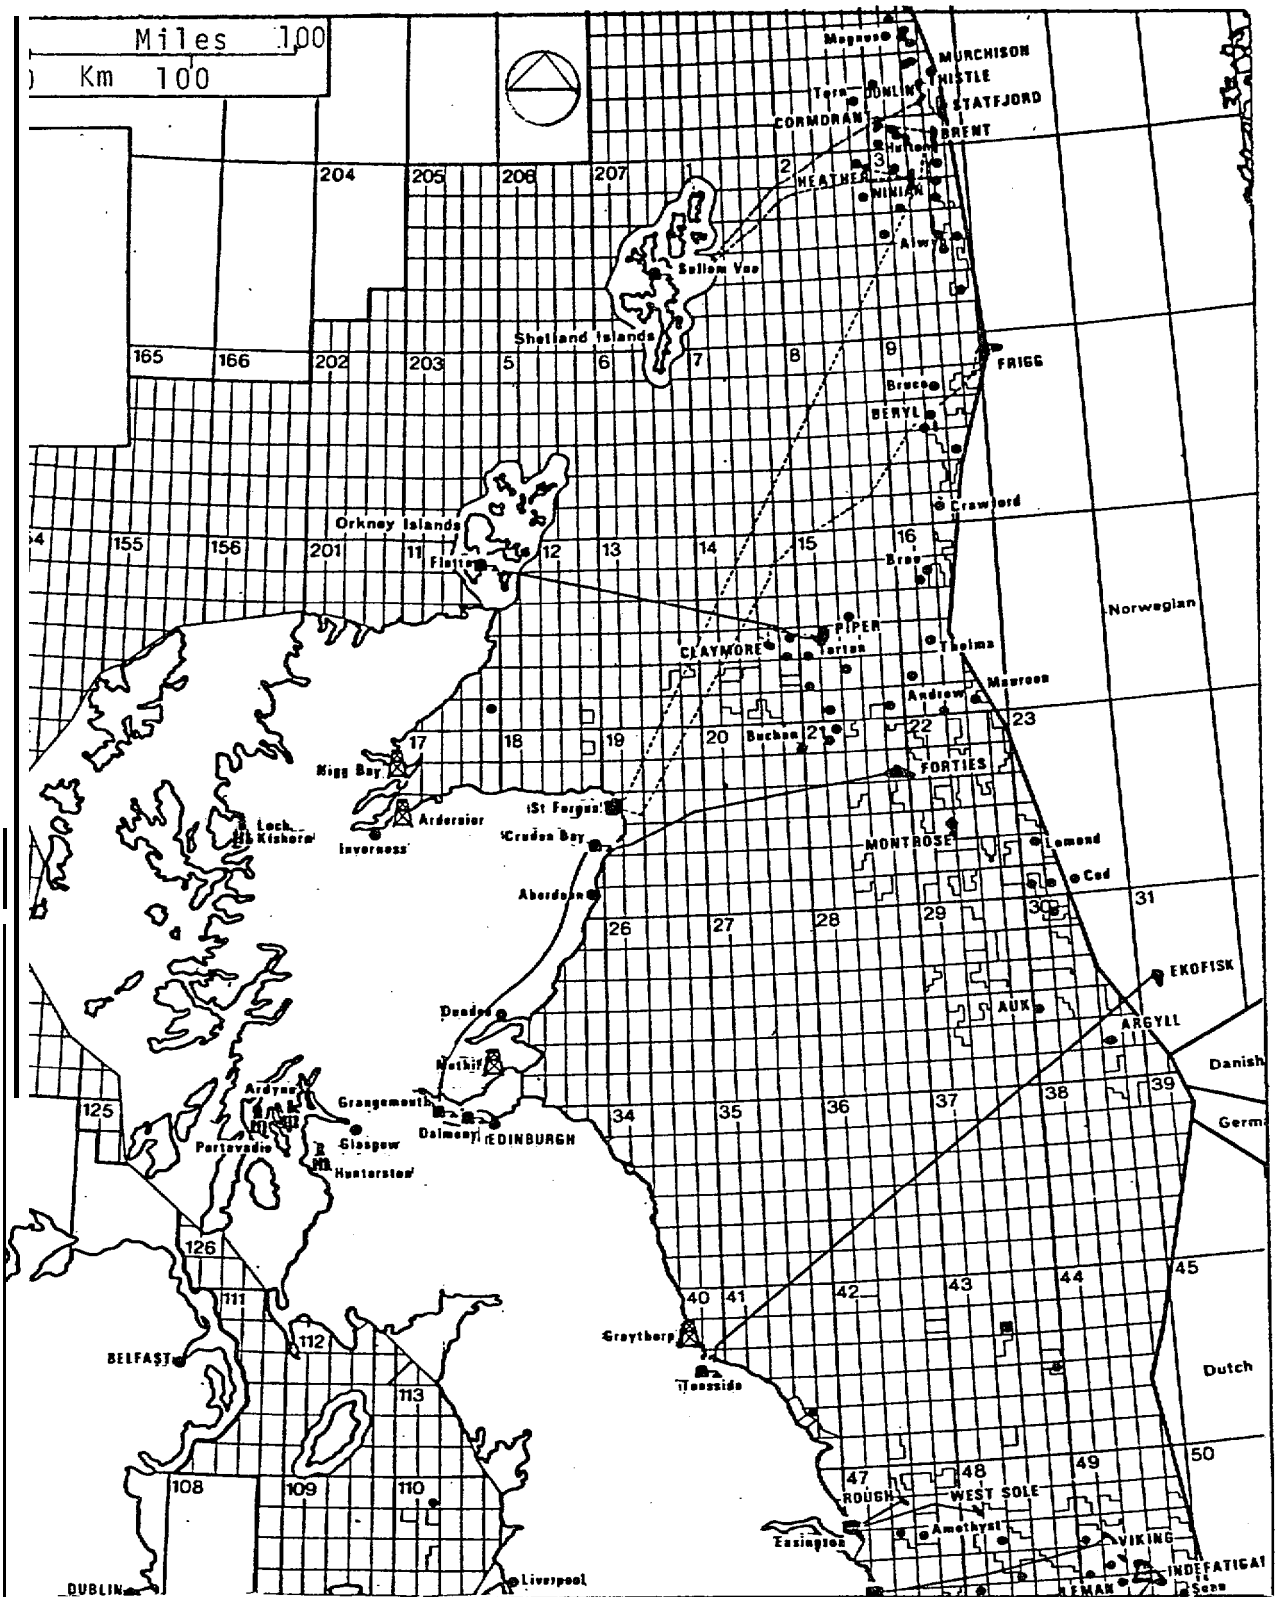 Miles 100
Km 100
Magnus
MURCHISON
HISTLE
Tern DUNLIN
STATFJORD
CORMORANT
BRENT
Hutton
204 205 206 207 1 2 3
HEATHER
NINIAN
Alwyn
Sullom Voe
Shetland Islands
165 166 202 203 5 6 7 8 9
FRIGG
Bruce
BERYL
Crawford
Orkney Islands
54 155 156 201 11 12 13 14 15 16
Flotta
Brae
Norwegian
PIPER
CLAYMORE
Tartan
Thelma
Maureen
Andrew
17 18 19 20 21 22 23
Buchan
Nigg Bay
FORTIES
St Fergus
Ardersier
Loch
Kishorn
Cruden Bay
Inverness
MONTROSE
Lomond
Cod
Aberdeen
26 27 28 29 30 31
EKOFISK
Dundee
AUK
ARGYLL
Methil
Danish
Ardyne
Grangemouth
125
34 35 36 37 38 39
Germ
Dalmeny
EDINBURGH
Portavadie
Glasgow
Hunterston
126
111
40 41 42 43 44 45
112
Graythorp
BELFAST
Teesside
Dutch
113
108 109 110
47 48 49 50
ROUGH
WEST SOLE
Easington
Amethyst
VIKING
INDEFATIGAT
DUBLIN
Liverpool
LEMAN
Sean